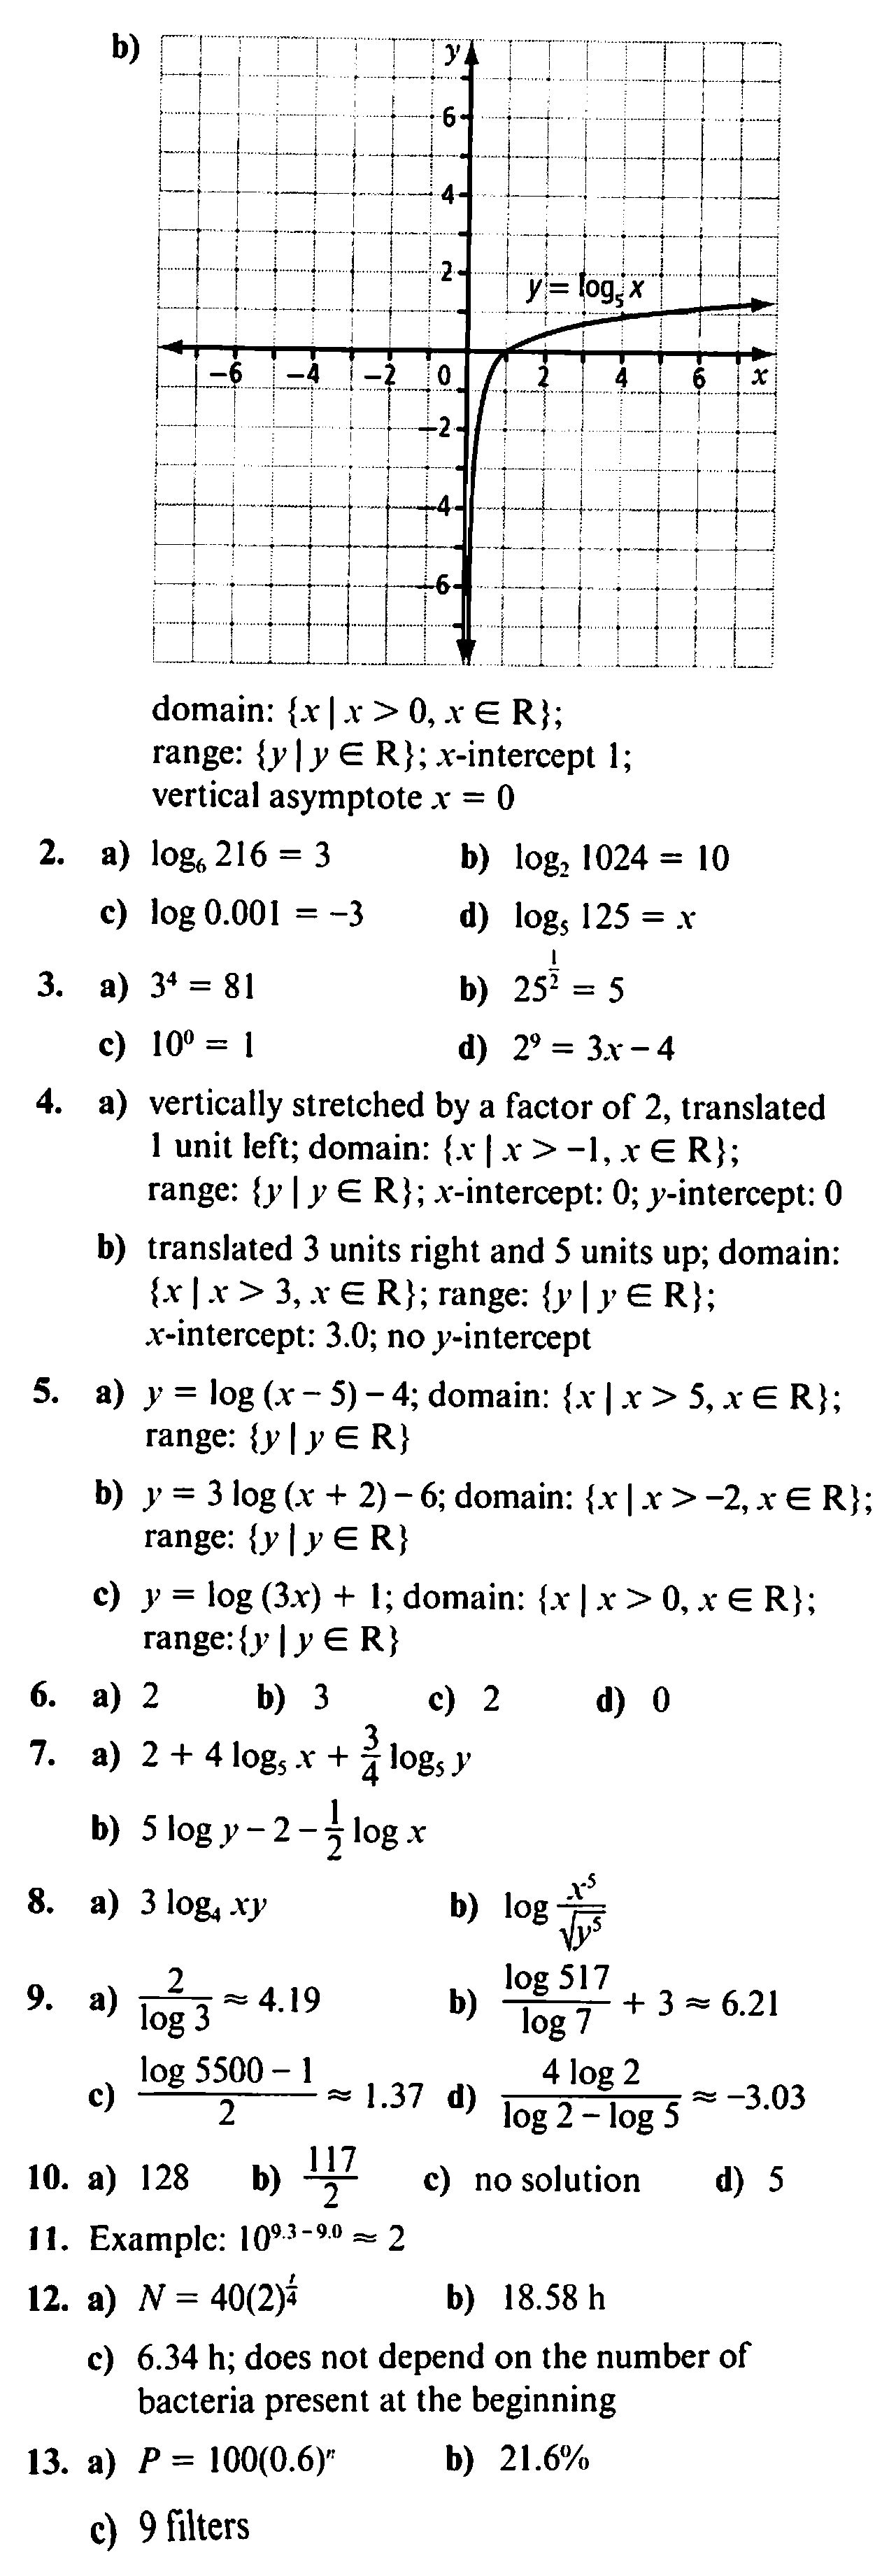 b)
y
6
4
2
y = log₅ x
−6 −4 −2 0 2 4 6 x
−2
−4
−6
domain: {x | x > 0, x ∈ R};
range: {y | y ∈ R}; x-intercept 1;
vertical asymptote x = 0
2. a) log₆ 216 = 3 b) log₂ 1024 = 10
c) log 0.001 = −3 d) log₅ 125 = x
3. a) 3⁴ = 81 b) 25^(1/2) = 5
c) 10⁰ = 1 d) 2⁹ = 3x − 4
4. a) vertically stretched by a factor of 2, translated
1 unit left; domain: {x | x > −1, x ∈ R};
range: {y | y ∈ R}; x-intercept: 0; y-intercept: 0
b) translated 3 units right and 5 units up; domain:
{x | x > 3, x ∈ R}; range: {y | y ∈ R};
x-intercept: 3.0; no y-intercept
5. a) y = log (x − 5) − 4; domain: {x | x > 5, x ∈ R};
range: {y | y ∈ R}
b) y = 3 log (x + 2) − 6; domain: {x | x > −2, x ∈ R};
range: {y | y ∈ R}
c) y = log (3x) + 1; domain: {x | x > 0, x ∈ R};
range:{y | y ∈ R}
6. a) 2 b) 3 c) 2 d) 0
7. a) 2 + 4 log₅ x + 3/4 log₅ y
b) 5 log y − 2 − 1/2 log x
8. a) 3 log₄ xy b) log x⁵/√y⁵
9. a) 2/log 3 ≈ 4.19 b) log 517/log 7 + 3 ≈ 6.21
c) (log 5500 − 1)/2 ≈ 1.37 d) 4 log 2/(log 2 − log 5) ≈ −3.03
10. a) 128 b) 117/2 c) no solution d) 5
11. Example: 10^(9.3 − 9.0) ≈ 2
12. a) N = 40(2)^(t/4) b) 18.58 h
c) 6.34 h; does not depend on the number of
bacteria present at the beginning
13. a) P = 100(0.6)ⁿ b) 21.6%
c) 9 filters